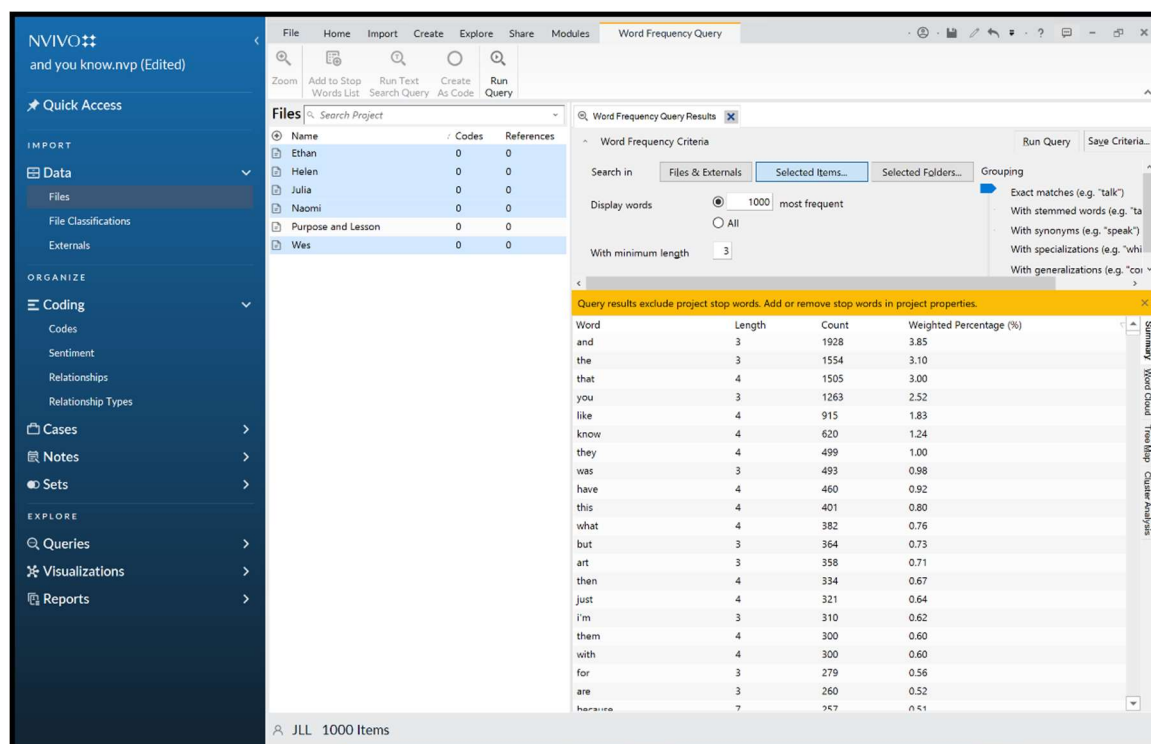 NVIVO
and you know.nvp (Edited)
Quick Access
IMPORT
Data
Files
File Classifications
Externals
ORGANIZE
Coding
Codes
Sentiment
Relationships
Relationship Types
Cases
Notes
Sets
EXPLORE
Queries
Visualizations
Reports
File Home Import Create Explore Share Modules Word Frequency Query
Zoom
Add to Stop Words List
Run Text Search Query
Create As Code
Run Query
Files Search Project
Name Codes References
Ethan 0 0
Helen 0 0
Julia 0 0
Naomi 0 0
Purpose and Lesson 0 0
Wes 0 0
Word Frequency Query Results
Word Frequency Criteria Run Query Save Criteria...
Search in Files & Externals Selected Items... Selected Folders...
Display words 1000 most frequent
All
With minimum length 3
Grouping
Exact matches (e.g. "talk")
With stemmed words (e.g. "ta
With synonyms (e.g. "speak")
With specializations (e.g. "whi
With generalizations (e.g. "co
Query results exclude project stop words. Add or remove stop words in project properties.
Word Length Count Weighted Percentage (%)
and 3 1928 3.85
the 3 1554 3.10
that 4 1505 3.00
you 3 1263 2.52
like 4 915 1.83
know 4 620 1.24
they 4 499 1.00
was 3 493 0.98
have 4 460 0.92
this 4 401 0.80
what 4 382 0.76
but 3 364 0.73
art 3 358 0.71
then 4 334 0.67
just 4 321 0.64
i'm 3 310 0.62
them 4 300 0.60
with 4 300 0.60
for 3 279 0.56
are 3 260 0.52
because 7 257 0.51
Summary
Word Cloud
Tree Map
Cluster Analysis
JLL 1000 Items